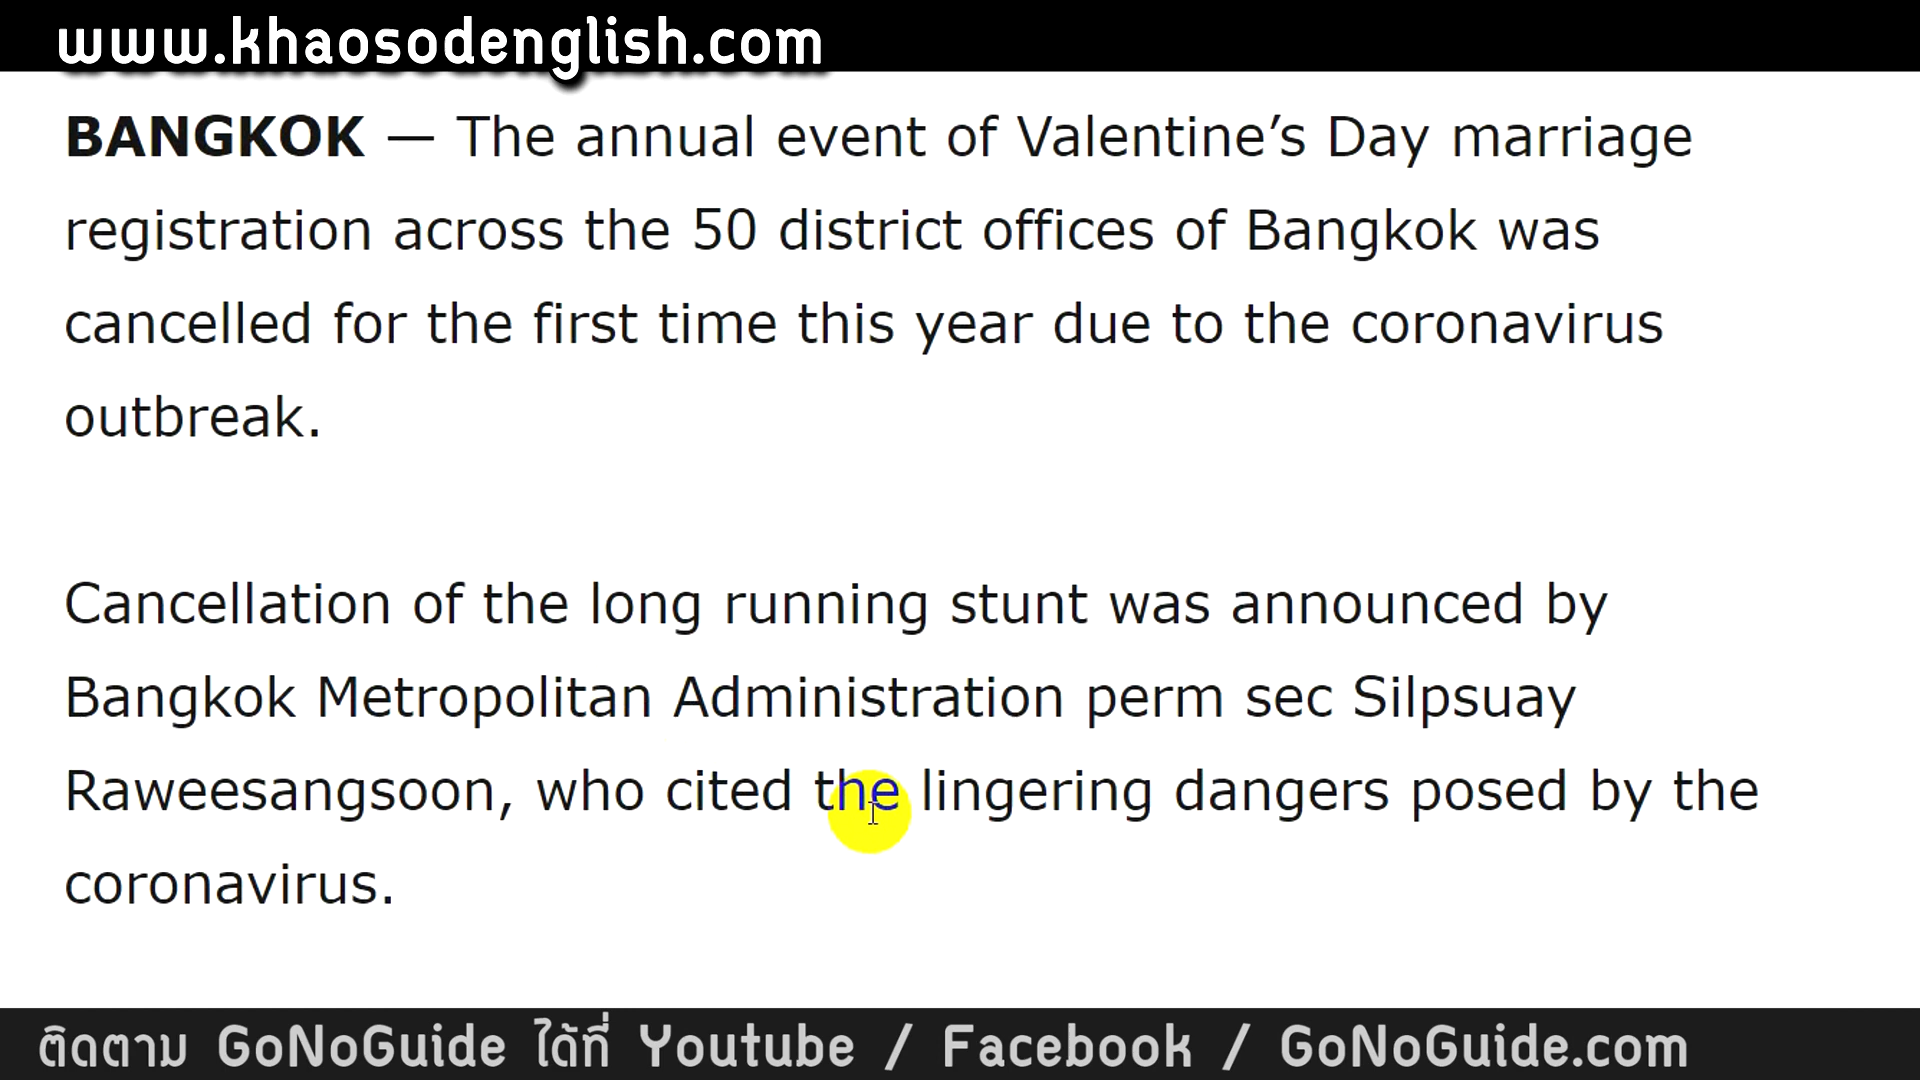 www.khaosodenglish.com
BANGKOK — The annual event of Valentine’s Day marriage
registration across the 50 district offices of Bangkok was
cancelled for the first time this year due to the coronavirus
outbreak.
Cancellation of the long running stunt was announced by
Bangkok Metropolitan Administration perm sec Silpsuay
Raweesangsoon, who cited the lingering dangers posed by the
coronavirus.
ติดตาม GoNoGuide ได้ที่ Youtube / Facebook / GoNoGuide.com